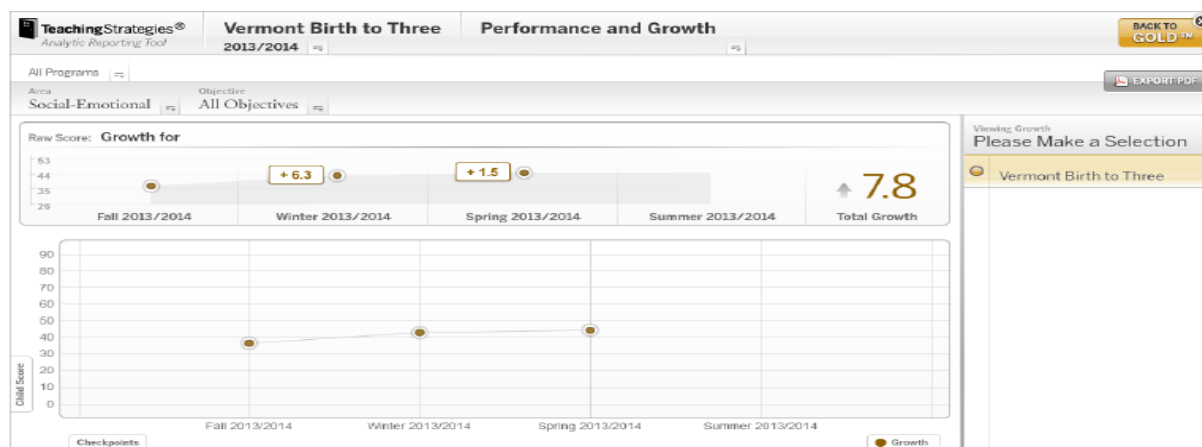 TeachingStrategies®
Analytic Reporting Tool
Vermont Birth to Three
2013/2014
Performance and Growth
BACK TO
GOLD™
All Programs
EXPORT PDF
Area
Social-Emotional
Objective
All Objectives
Raw Score: Growth for
53
44
35
26
+ 6.3
+ 1.5
7.8
Fall 2013/2014
Winter 2013/2014
Spring 2013/2014
Summer 2013/2014
Total Growth
Viewing Growth
Please Make a Selection
Vermont Birth to Three
90
80
70
60
50
40
30
20
10
0
Child Score
Fall 2013/2014
Winter 2013/2014
Spring 2013/2014
Summer 2013/2014
Checkpoints
Growth